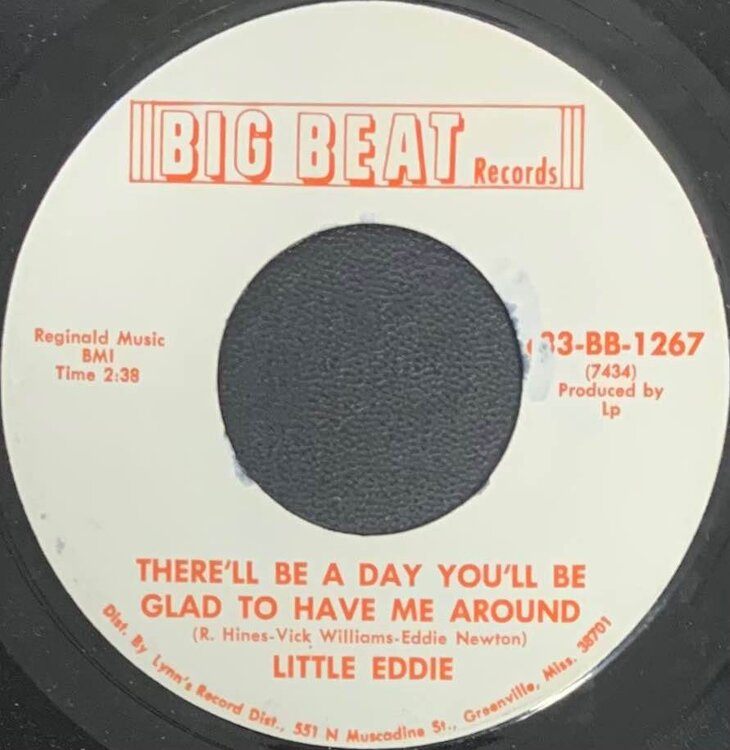 BIG BEAT Records
Reginald Music
BMI
Time 2:38
33-BB-1267
(7434)
Produced by
Lp
THERE'LL BE A DAY YOU'LL BE
GLAD TO HAVE ME AROUND
(R. Hines-Vick Williams-Eddie Newton)
LITTLE EDDIE
Dist. By Lynn's Record Dist., 551 N Muscadine St., Greenville, Miss. 38701